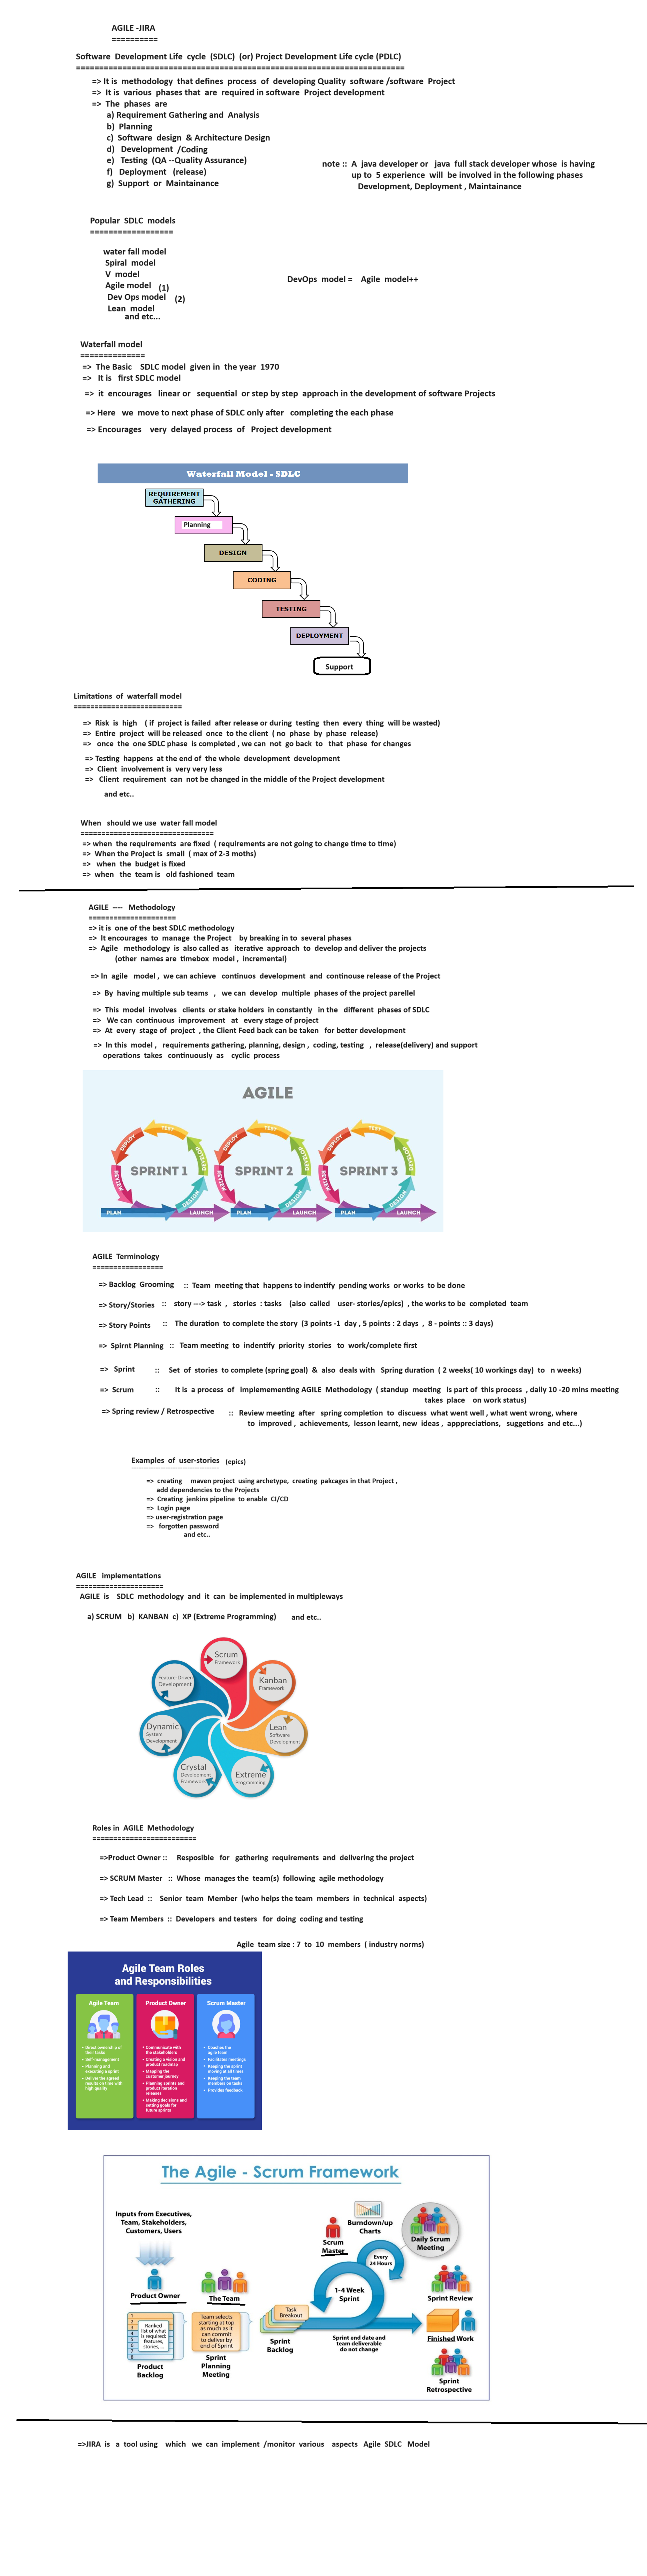 AGILE -JIRA
==========
Software Development Life cycle (SDLC) (or) Project Development Life cycle (PDLC)
=======================================================================
=> It is methodology that defines process of developing Quality software /software Project
=> It is various phases that are required in software Project development
=> The phases are
a) Requirement Gathering and Analysis
b) Planning
c) Software design & Architecture Design
d) Development /Coding
e) Testing (QA --Quality Assurance)
f) Deployment (release)
g) Support or Maintainance
note :: A java developer or java full stack developer whose is having
up to 5 experience will be involved in the following phases
Development, Deployment , Maintainance
Popular SDLC models
==================
water fall model
Spiral model
V model
Agile model (1)
Dev Ops model (2)
Lean model
and etc...
DevOps model = Agile model++
Waterfall model
==============
=> The Basic SDLC model given in the year 1970
=> It is first SDLC model
=> it encourages linear or sequential or step by step approach in the development of software Projects
=> Here we move to next phase of SDLC only after completing the each phase
=> Encourages very delayed process of Project development
Waterfall Model - SDLC
REQUIREMENT
GATHERING
Planning
DESIGN
CODING
TESTING
DEPLOYMENT
Support
Limitations of waterfall model
==========================
=> Risk is high ( if project is failed after release or during testing then every thing will be wasted)
=> Entire project will be released once to the client ( no phase by phase release)
=> once the one SDLC phase is completed , we can not go back to that phase for changes
=> Testing happens at the end of the whole development development
=> Client involvement is very very less
=> Client requirement can not be changed in the middle of the Project development
and etc..
When should we use water fall model
================================
=> when the requirements are fixed ( requirements are not going to change time to time)
=> When the Project is small ( max of 2-3 moths)
=> when the budget is fixed
=> when the team is old fashioned team
AGILE ---- Methodology
=====================
=> it is one of the best SDLC methodology
=> It encourages to manage the Project by breaking in to several phases
=> Agile methodology is also called as iterative approach to develop and deliver the projects
(other names are timebox model , incremental)
=> In agile model , we can achieve continuos development and continouse release of the Project
=> By having multiple sub teams , we can develop multiple phases of the project parellel
=> This model involves clients or stake holders in constantly in the different phases of SDLC
=> We can continuous improvement at every stage of project
=> At every stage of project , the Client Feed back can be taken for better development
=> In this model , requirements gathering, planning, design , coding, testing , release(delivery) and support
operations takes continuously as cyclic process
AGILE
TEST
DEPLOY
DEVELOP
SPRINT 1
REVIEW
DESIGN
PLAN
LAUNCH
TEST
DEPLOY
DEVELOP
SPRINT 2
REVIEW
DESIGN
PLAN
LAUNCH
TEST
DEPLOY
DEVELOP
SPRINT 3
REVIEW
DESIGN
PLAN
LAUNCH
AGILE Terminology
=================
=> Backlog Grooming :: Team meeting that happens to indentify pending works or works to be done
=> Story/Stories :: story ---> task , stories : tasks (also called user- stories/epics) , the works to be completed team
=> Story Points :: The duration to complete the story (3 points -1 day , 5 points : 2 days , 8 - points :: 3 days)
=> Spirnt Planning :: Team meeting to indentify priority stories to work/complete first
=> Sprint :: Set of stories to complete (spring goal) & also deals with Spring duration ( 2 weeks( 10 workings day) to n weeks)
=> Scrum :: It is a process of implemementing AGILE Methodology ( standup meeting is part of this process , daily 10 -20 mins meeting
takes place on work status)
=> Spring review / Retrospective :: Review meeting after spring completion to discuess what went well , what went wrong, where
to improved , achievements, lesson learnt, new ideas , apppreciations, suggetions and etc...)
Examples of user-stories (epics)
=> creating maven project using archetype, creating pakcages in that Project ,
add dependencies to the Projects
=> Creating jenkins pipeline to enable CI/CD
=> Login page
=> user-registration page
=> forgotten password
and etc..
AGILE implementations
=====================
AGILE is SDLC methodology and it can be implemented in multipleways
a) SCRUM b) KANBAN c) XP (Extreme Programming) and etc..
Scrum
Framework
Kanban
Framework
Lean
Software
Development
Extreme
Programming
Crystal
Development
Framework
Dynamic
System
Development
Feature-Driven
Development
Roles in AGILE Methodology
=========================
=>Product Owner :: Resposible for gathering requirements and delivering the project
=> SCRUM Master :: Whose manages the team(s) following agile methodology
=> Tech Lead :: Senior team Member (who helps the team members in technical aspects)
=> Team Members :: Developers and testers for doing coding and testing
Agile team size : 7 to 10 members ( industry norms)
Agile Team Roles
and Responsibilities
Agile Team
• Direct ownership of
their tasks
• Self-management
• Planning and
executing a sprint
• Deliver the agreed
results on time with
high quality
Product Owner
• Communicate with
the stakeholders
• Creating a vision and
product roadmap
• Mapping the
customer journey
• Planning sprints and
product iteration
releases
• Making decisions and
setting goals for
future sprints
Scrum Master
• Coaches the
agile team
• Facilitates meetings
• Keeping the sprint
moving at all times
• Keeping the team
members on tasks
• Provides feedback
The Agile - Scrum Framework
Inputs from Executives,
Team, Stakeholders,
Customers, Users
Product Owner
The Team
1
2
3
4
5
6
7
8
Ranked
list of what
is required:
features,
stories, ...
Product
Backlog
Team selects
starting at top
as much as it
can commit
to deliver by
end of Sprint
Sprint
Planning
Meeting
Task
Breakout
Sprint
Backlog
Scrum
Master
Burndown/up
Charts
Every
24 Hours
1-4 Week
Sprint
Sprint end date and
team deliverable
do not change
Daily Scrum
Meeting
Sprint Review
Finished Work
Sprint
Retrospective
=>JIRA is a tool using which we can implement /monitor various aspects Agile SDLC Model